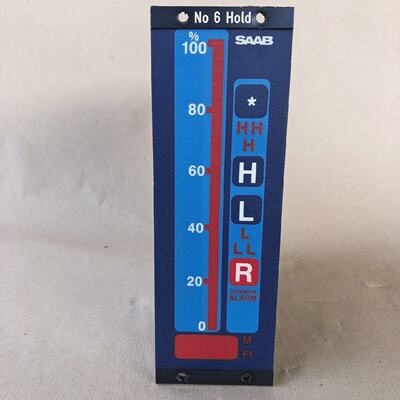 No 6 Hold
%
100
80
60
40
20
0
SAAB
*
HH
H
H
L
L
LL
R
COMMON
ALARM
M
Ft